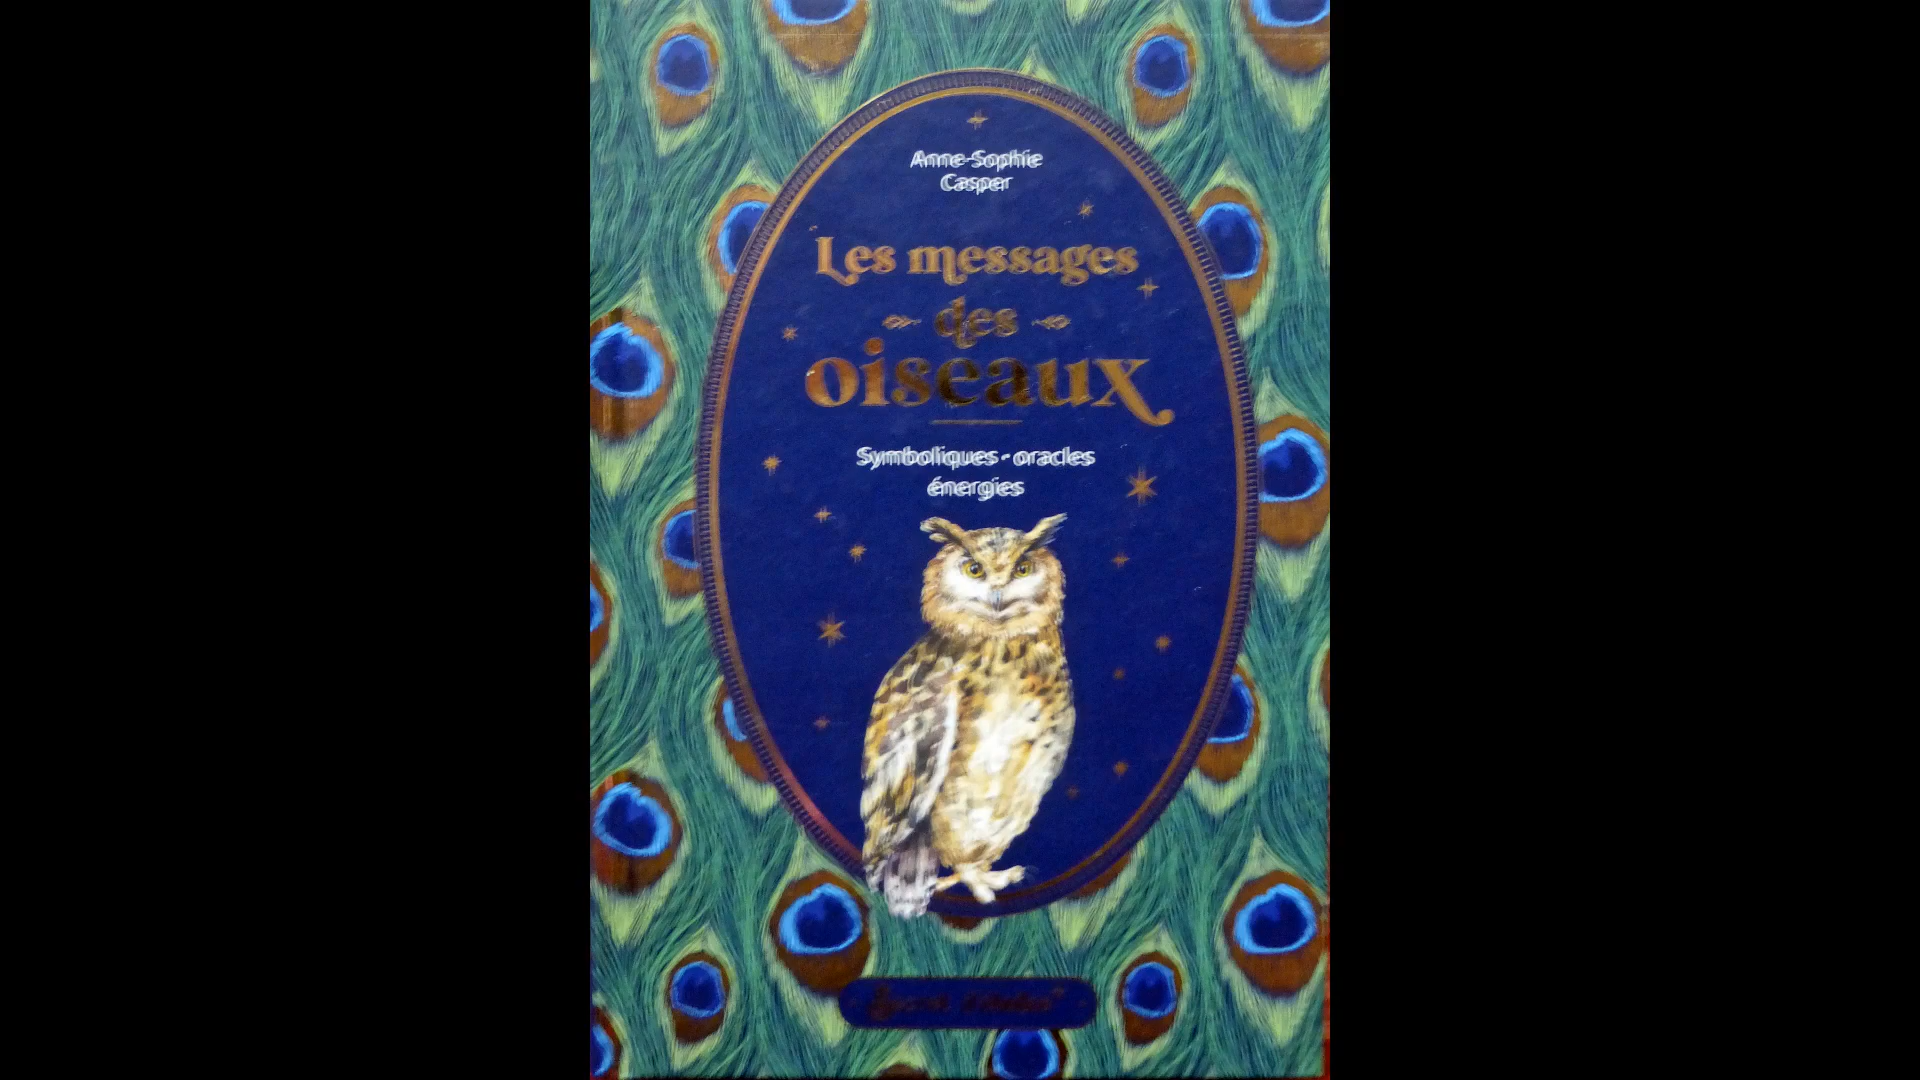 Anne-Sophie
Casper
Les messages
des
oiseaux
Symboliques - oracles
énergies